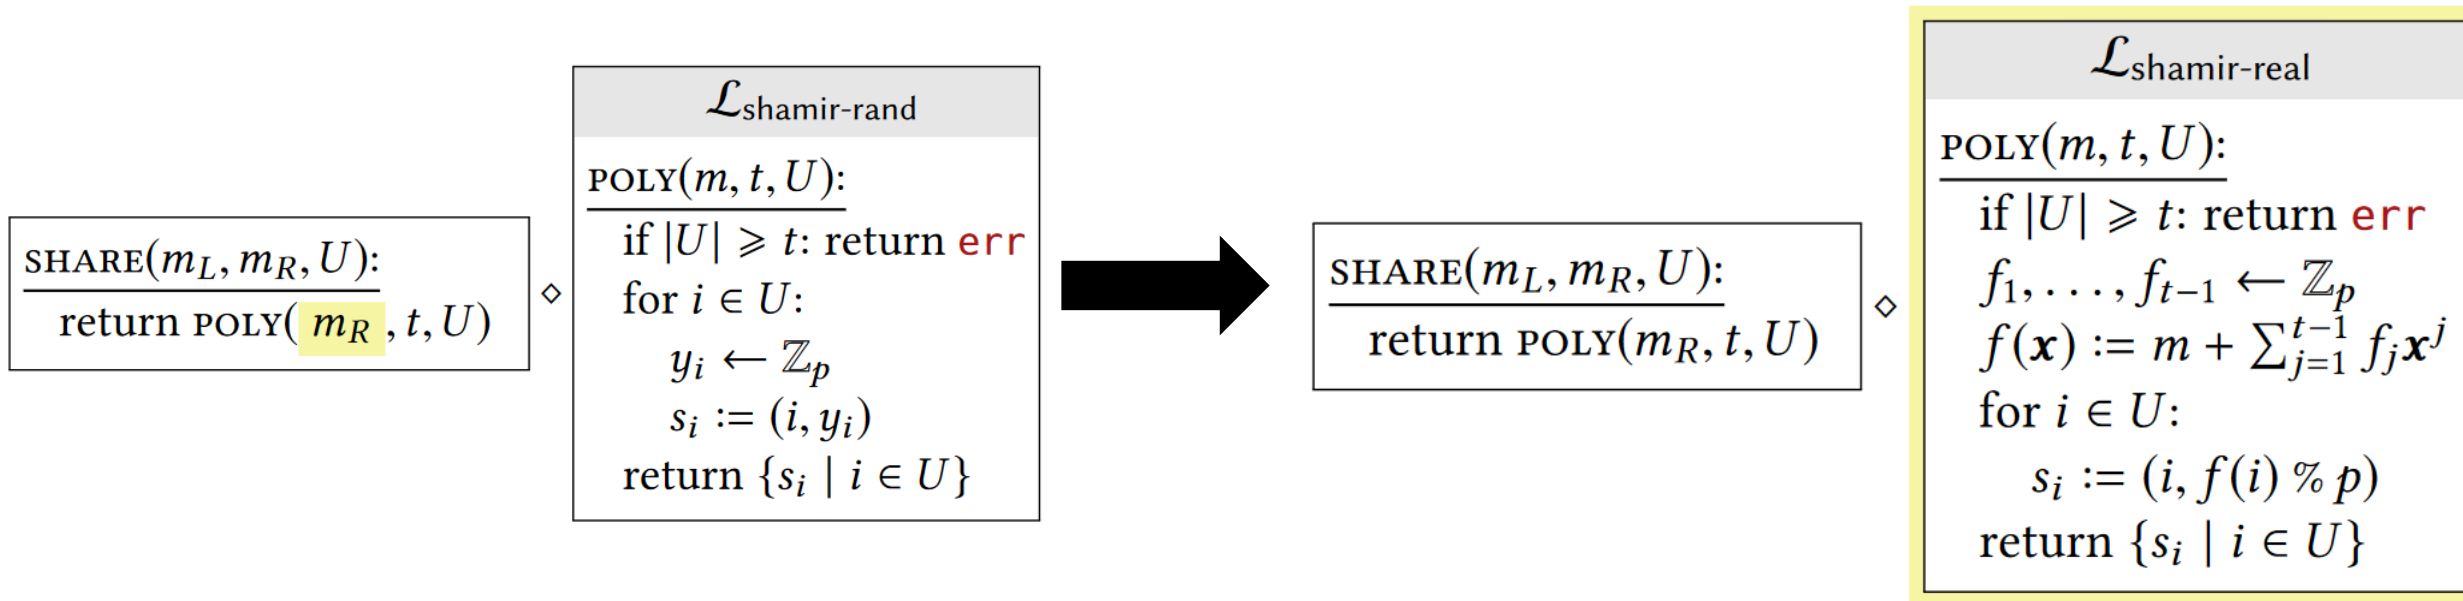 SHARE(m_L, m_R, U):
return POLY( m_R , t, U)
⋄
𝓛shamir-rand
POLY(m, t, U):
if |U| ⩾ t: return err
for i ∈ U:
y_i ← ℤ_p
s_i := (i, y_i)
return {s_i | i ∈ U}
SHARE(m_L, m_R, U):
return POLY(m_R, t, U)
⋄
𝓛shamir-real
POLY(m, t, U):
if |U| ⩾ t: return err
f_1, . . . , f_{t−1} ← ℤ_p
f(x) := m + ∑_{j=1}^{t−1} f_j x^j
for i ∈ U:
s_i := (i, f(i) % p)
return {s_i | i ∈ U}